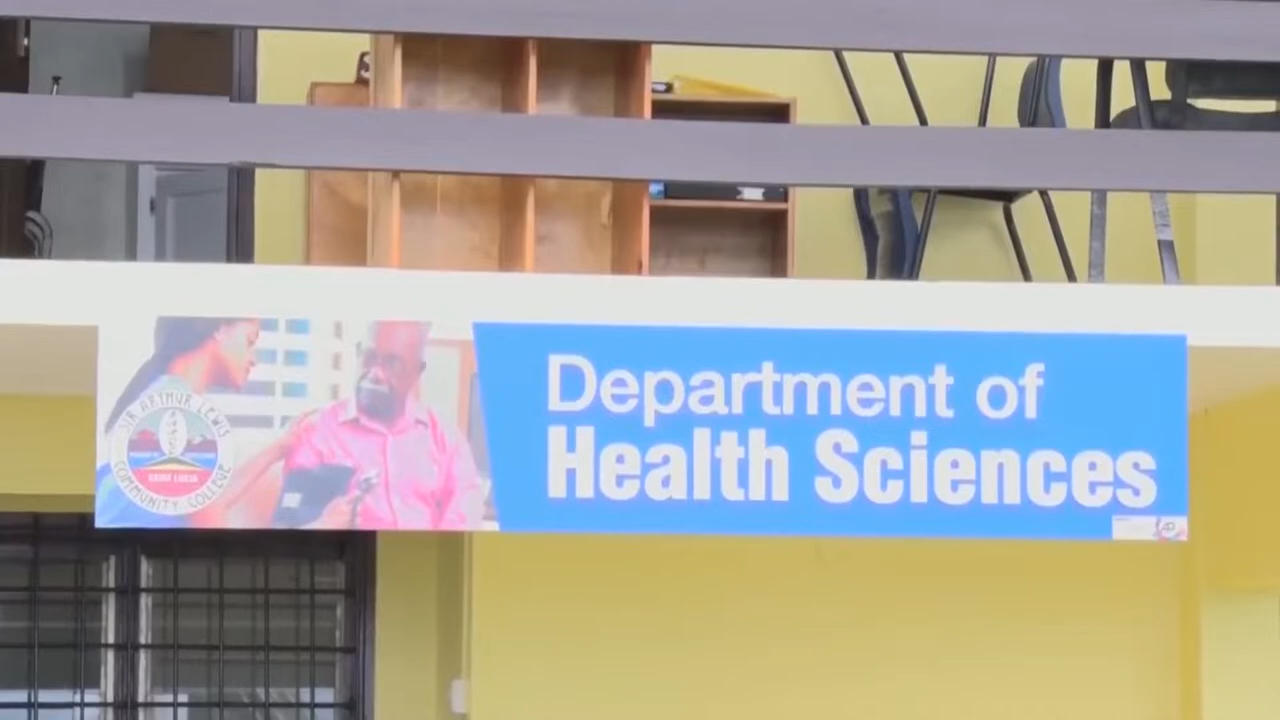 SIR ARTHUR LEWIS
SAINT LUCIA
COMMUNITY COLLEGE
Department of
Health Sciences